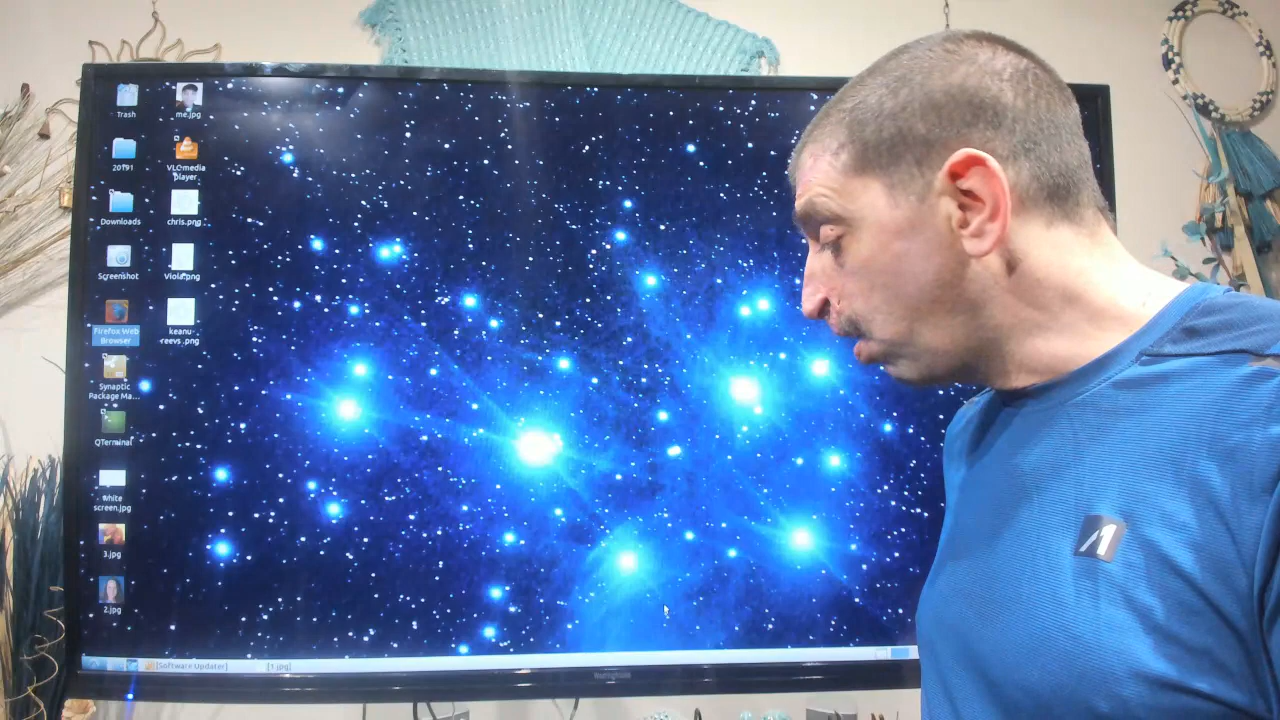 Trash
me.jpg
20191
VLC media
player
Downloads
chris.png
Screenshot
Viola.png
Firefox Web
Browser
keanu
reevs .png
Synaptic
Package Ma...
QTerminal
white
screen.jpg
3.jpg
2.jpg
[Software Updater]
[1.jpg]
Westinghouse